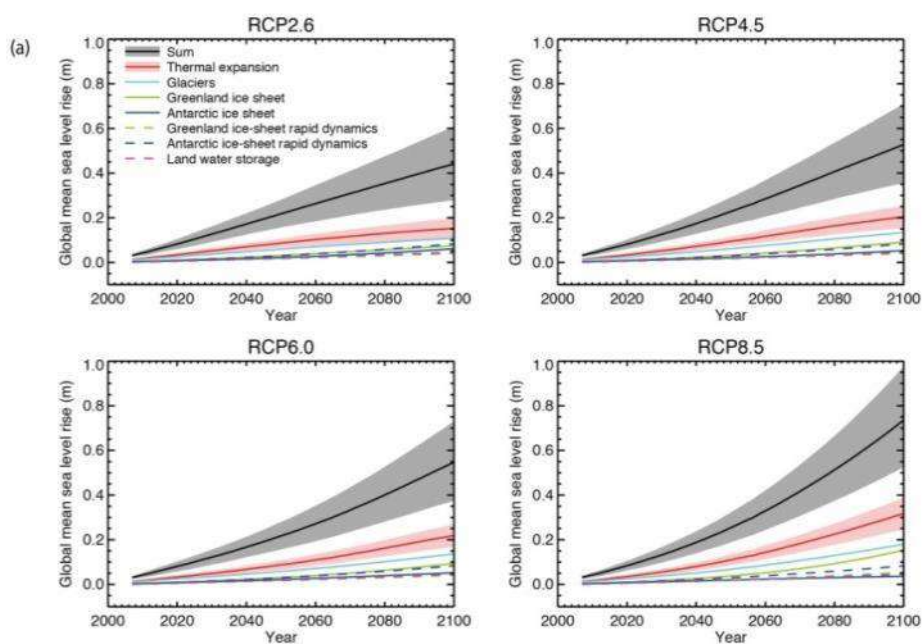 (a)
RCP2.6
1.0
0.8
0.6
0.4
0.2
0.0
Global mean sea level rise (m)
Sum
Thermal expansion
Glaciers
Greenland ice sheet
Antarctic ice sheet
Greenland ice-sheet rapid dynamics
Antarctic ice-sheet rapid dynamics
Land water storage
2000 2020 2040 2060 2080 2100
Year
RCP4.5
1.0
0.8
0.6
0.4
0.2
0.0
Global mean sea level rise (m)
2000 2020 2040 2060 2080 2100
Year
RCP6.0
1.0
0.8
0.6
0.4
0.2
0.0
Global mean sea level rise (m)
2000 2020 2040 2060 2080 2100
Year
RCP8.5
1.0
0.8
0.6
0.4
0.2
0.0
Global mean sea level rise (m)
2000 2020 2040 2060 2080 2100
Year